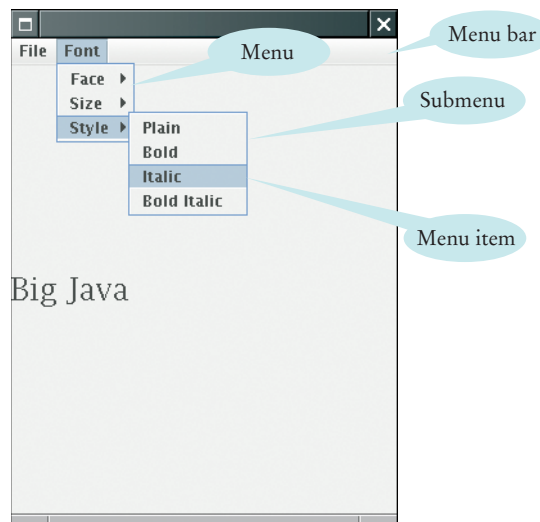 Menu bar
File Font
Menu
Face
Size
Submenu
Style
Plain
Bold
Italic
Bold Italic
Menu item
Big Java